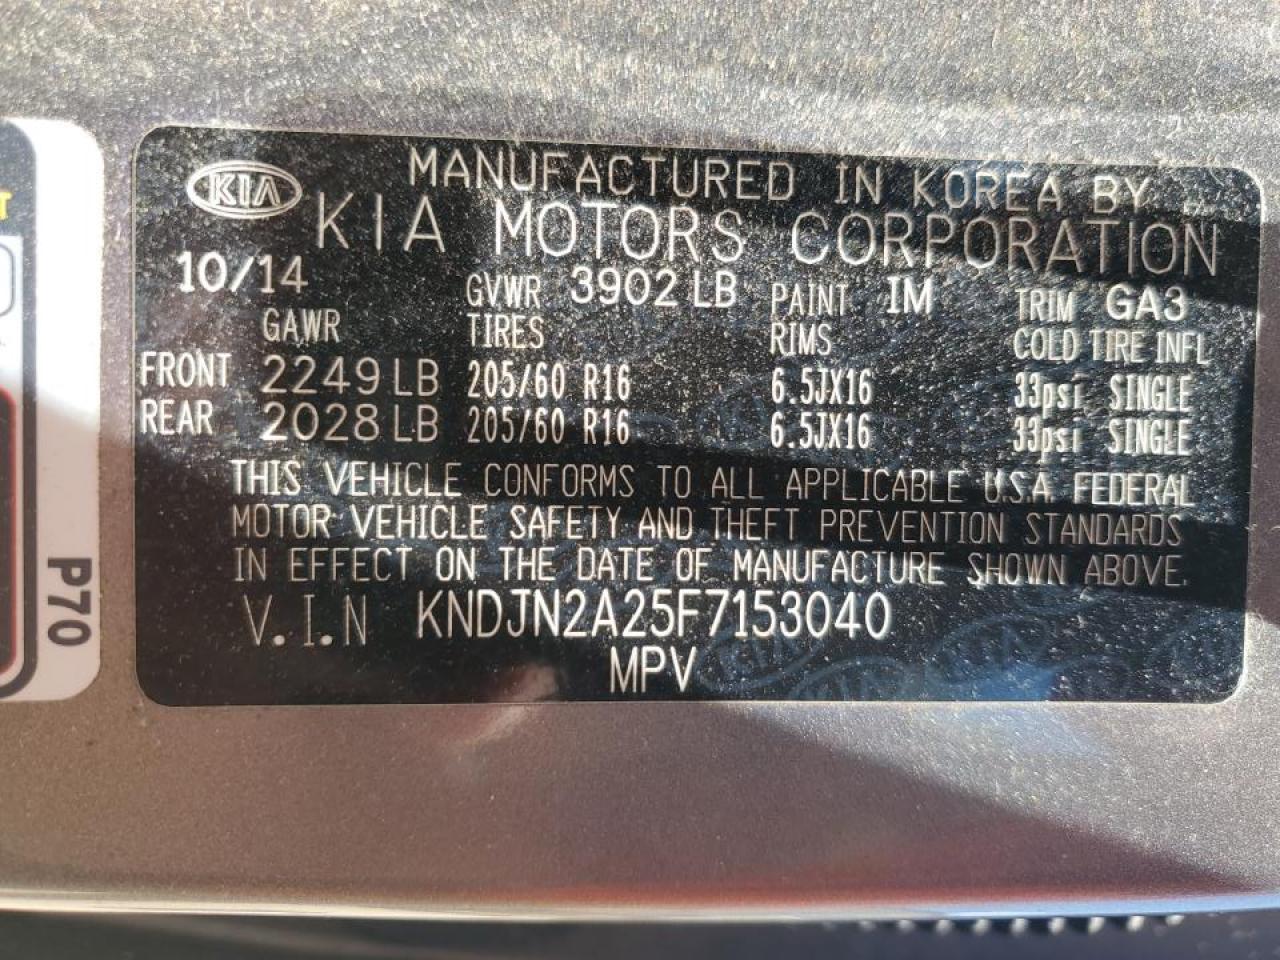 MANUFACTURED IN KOREA BY
KIA KIA MOTORS CORPORATION
10/14 GVWR 3902 LB PAINT IM TRIM GA3
GAWR TIRES RIMS COLD TIRE INFL
FRONT 2249 LB 205/60 R16 6.5JX16 33psi SINGLE
REAR 2028 LB 205/60 R16 6.5JX16 33psi SINGLE
THIS VEHICLE CONFORMS TO ALL APPLICABLE U.S.A. FEDERAL
MOTOR VEHICLE SAFETY AND THEFT PREVENTION STANDARDS
IN EFFECT ON THE DATE OF MANUFACTURE SHOWN ABOVE.
V.I.N KNDJN2A25F7153040
MPV
P70